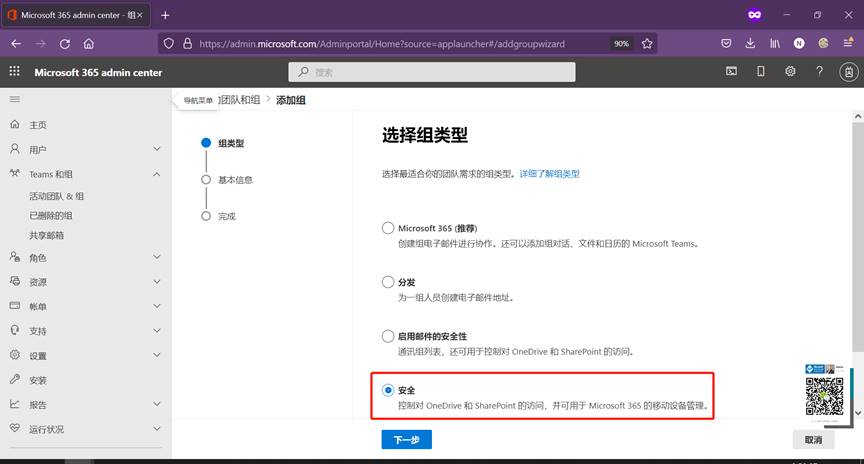 Microsoft 365 admin center - 组
https://admin.microsoft.com/Adminportal/Home?source=applauncher#/addgroupwizard
90%
Microsoft 365 admin center
搜索
导航菜单
动团队和组 > 添加组
主页
用户
Teams 和组
活动团队 & 组
已删除的组
共享邮箱
角色
资源
帐单
支持
设置
安装
报告
运行状况
组类型
基本信息
完成
选择组类型
选择最适合你的团队需求的组类型。详细了解组类型
Microsoft 365 (推荐)
创建组电子邮件进行协作。还可以添加组对话、文件和日历的 Microsoft Teams。
分发
为一组人员创建电子邮件地址。
启用邮件的安全性
通讯组列表，还可用于控制对 OneDrive 和 SharePoint 的访问。
安全
控制对 OneDrive 和 SharePoint 的访问，并可用于 Microsoft 365 的移动设备管理。
下一步
取消